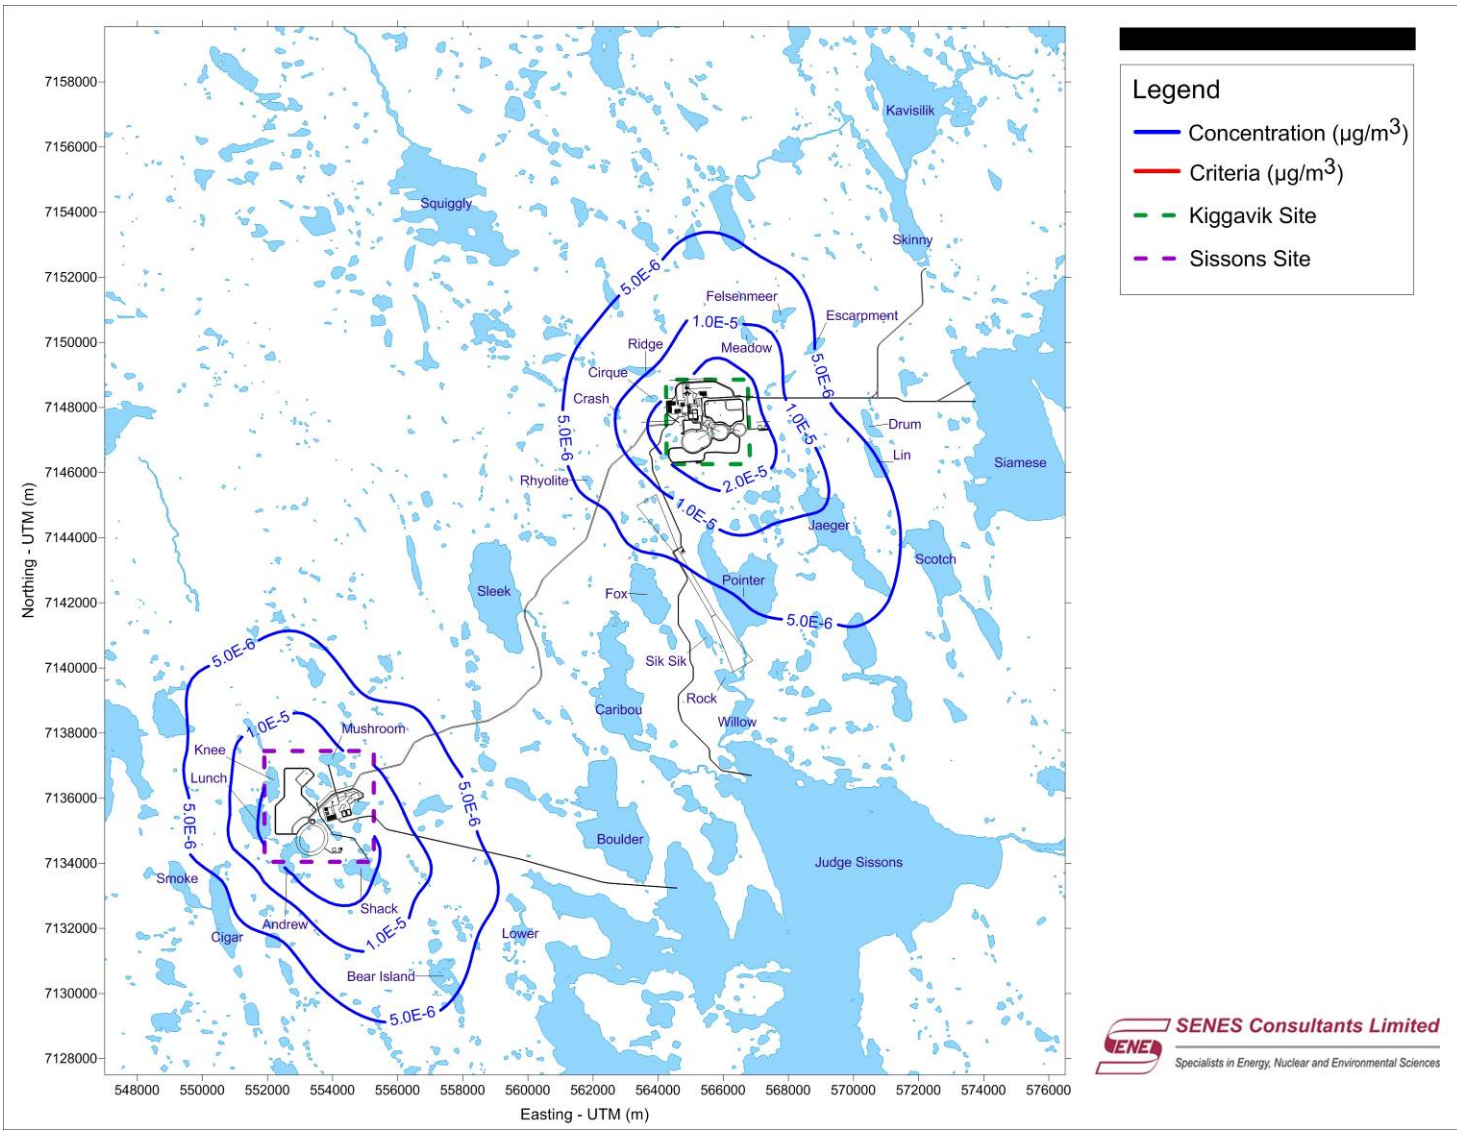 Legend
Concentration (µg/m³)
Criteria (µg/m³)
Kiggavik Site
Sissons Site
7158000
7156000
7154000
7152000
7150000
7148000
7146000
7144000
7142000
7140000
7138000
7136000
7134000
7132000
7130000
7128000
Northing - UTM (m)
Kavisilik
Squiggly
Skinny
5.0E-6
Felsenmeer
Escarpment
1.0E-5
Ridge
Meadow
Cirque
5.0E-6
Crash
1.0E-5
5.0E-6
Drum
Lin
Siamese
Rhyolite
2.0E-5
1.0E-5
Jaeger
Scotch
Sleek
Fox
Pointer
5.0E-6
5.0E-6
Sik Sik
Rock
Caribou
Willow
1.0E-5
Mushroom
Knee
Lunch
5.0E-6
5.0E-6
Boulder
Judge Sissons
Smoke
Shack
Andrew
1.0E-5
Cigar
Lower
Bear Island
5.0E-6
548000 550000 552000 554000 556000 558000 560000 562000 564000 566000 568000 570000 572000 574000 576000
Easting - UTM (m)
SENES
SENES Consultants Limited
Specialists in Energy, Nuclear and Environmental Sciences